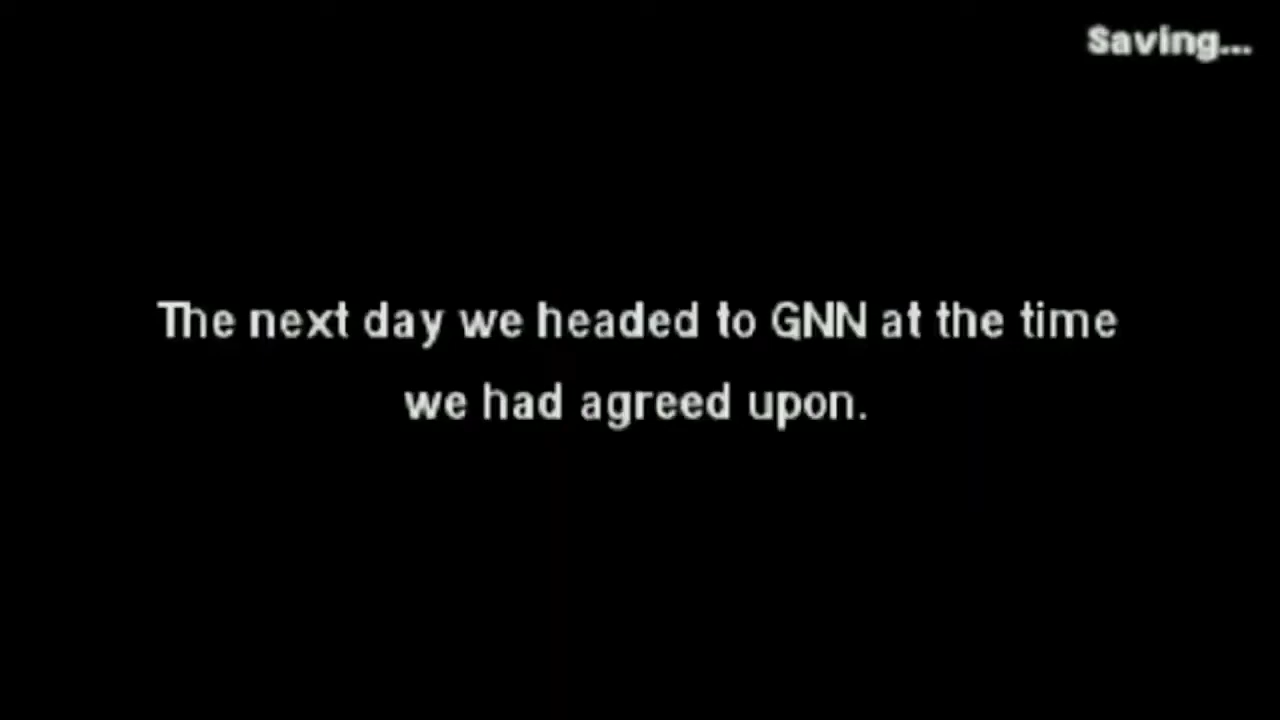 Saving...
The next day we headed to GNN at the time
we had agreed upon.